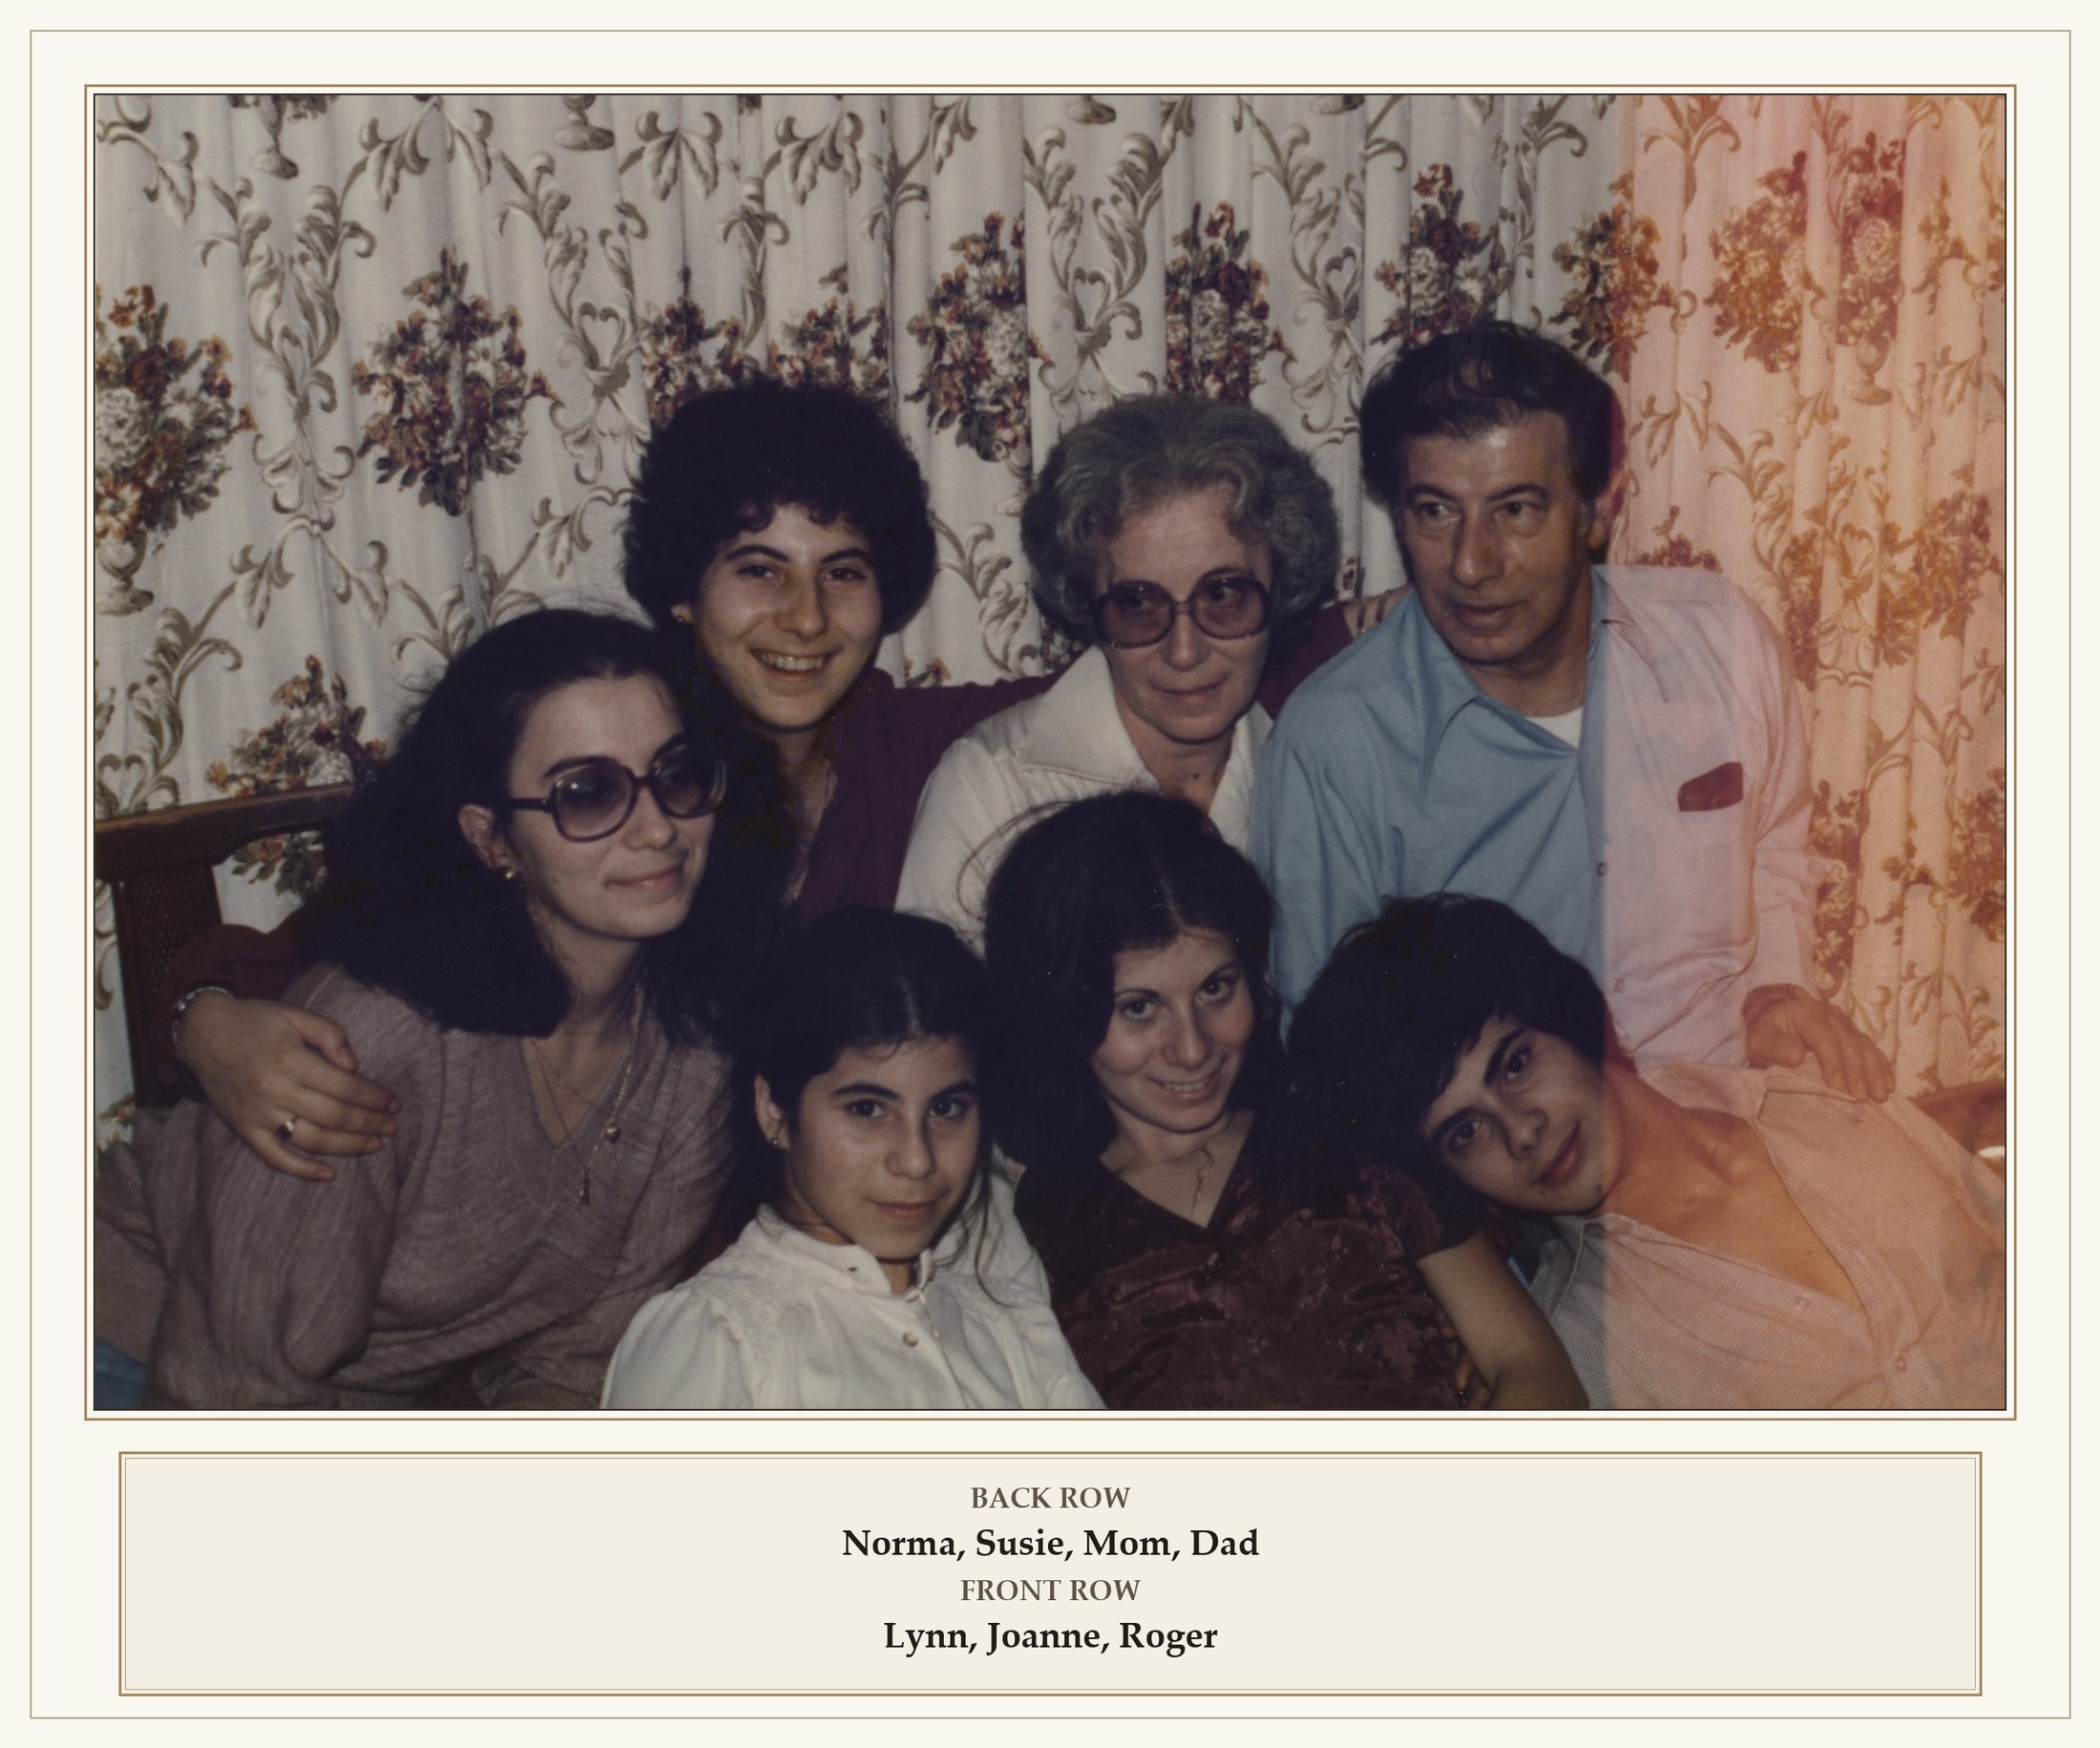 BACK ROW
Norma, Susie, Mom, Dad
FRONT ROW
Lynn, Joanne, Roger